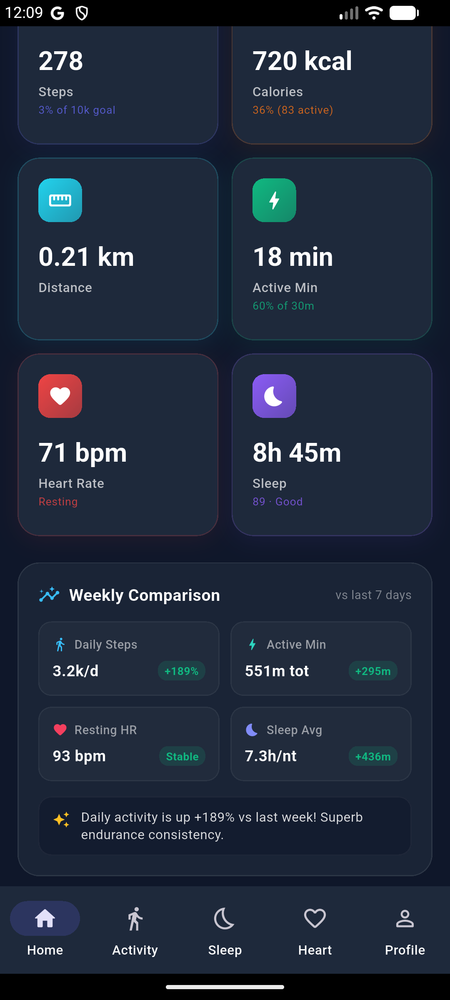 12:09
278
Steps
3% of 10k goal
720 kcal
Calories
36% (83 active)
0.21 km
Distance
18 min
Active Min
60% of 30m
71 bpm
Heart Rate
Resting
8h 45m
Sleep
89 · Good
Weekly Comparison
vs last 7 days
Daily Steps
3.2k/d
+189%
Active Min
551m tot
+295m
Resting HR
93 bpm
Stable
Sleep Avg
7.3h/nt
+436m
Daily activity is up +189% vs last week! Superb
endurance consistency.
Home
Activity
Sleep
Heart
Profile